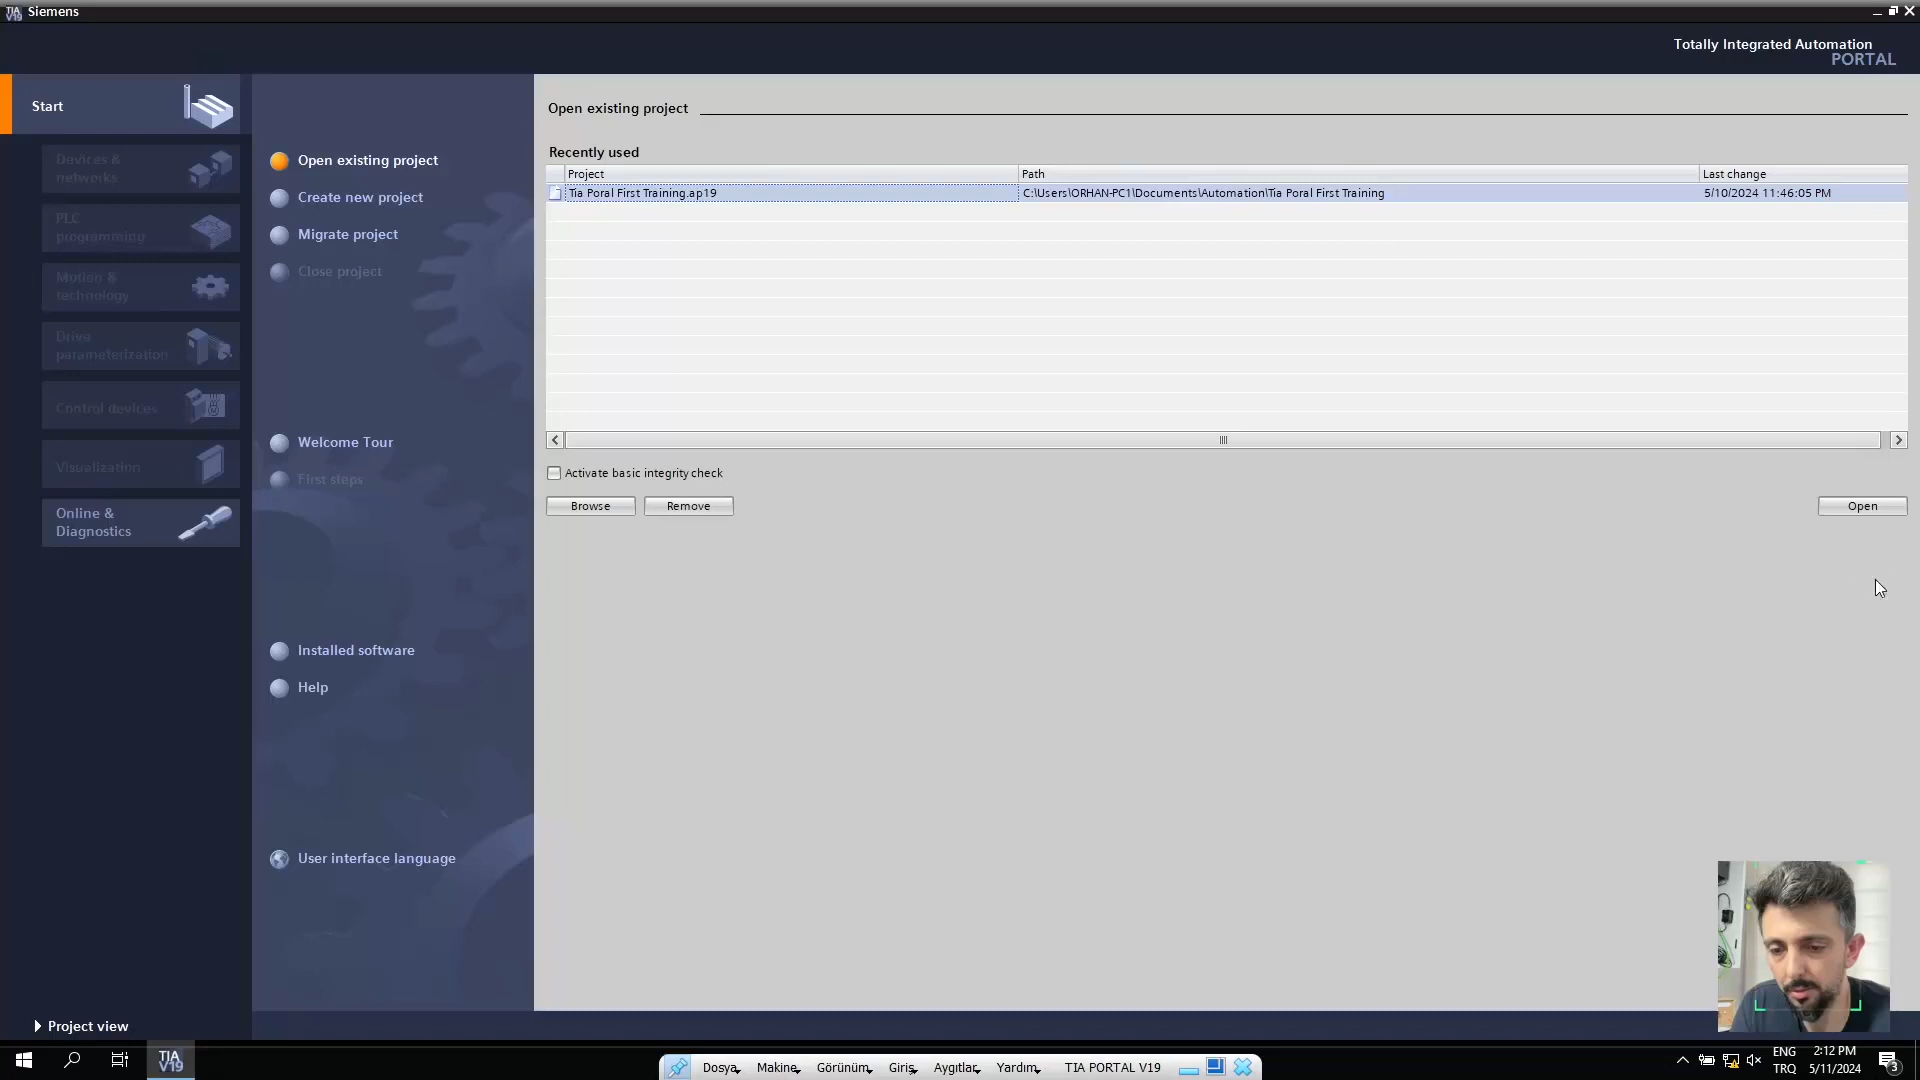 TIA
V19
Siemens
Totally Integrated Automation
PORTAL
Start
Devices &
networks
PLC
programming
Motion &
technology
Drive
parameterization
Control devices
Visualization
Online &
Diagnostics
Open existing project
Create new project
Migrate project
Close project
Welcome Tour
First steps
Installed software
Help
User interface language
Open existing project
Recently used
Project Path Last change
Tia Poral First Training.ap19 C:\Users\ORHAN-PC1\Documents\Automation\Tia Poral First Training 5/10/2024 11:46:05 PM
Activate basic integrity check
Browse Remove Open
Project view
TIA
V19
Dosya Makine Görünüm Giriş Aygıtlar Yardım TIA PORTAL V19
ENG
TRQ
2:12 PM
5/11/2024
3